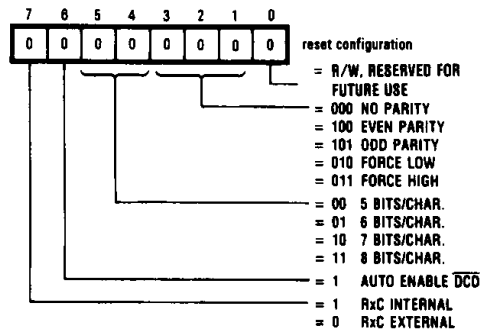 7 6 5 4 3 2 1 0
0 0 0 0 0 0 0 0 reset configuration
= R/W, RESERVED FOR
FUTURE USE
= 000 NO PARITY
= 100 EVEN PARITY
= 101 ODD PARITY
= 010 FORCE LOW
= 011 FORCE HIGH
= 00 5 BITS/CHAR.
= 01 6 BITS/CHAR.
= 10 7 BITS/CHAR.
= 11 8 BITS/CHAR.
= 1 AUTO ENABLE D̅C̅D̅
= 1 RxC INTERNAL
= 0 RxC EXTERNAL